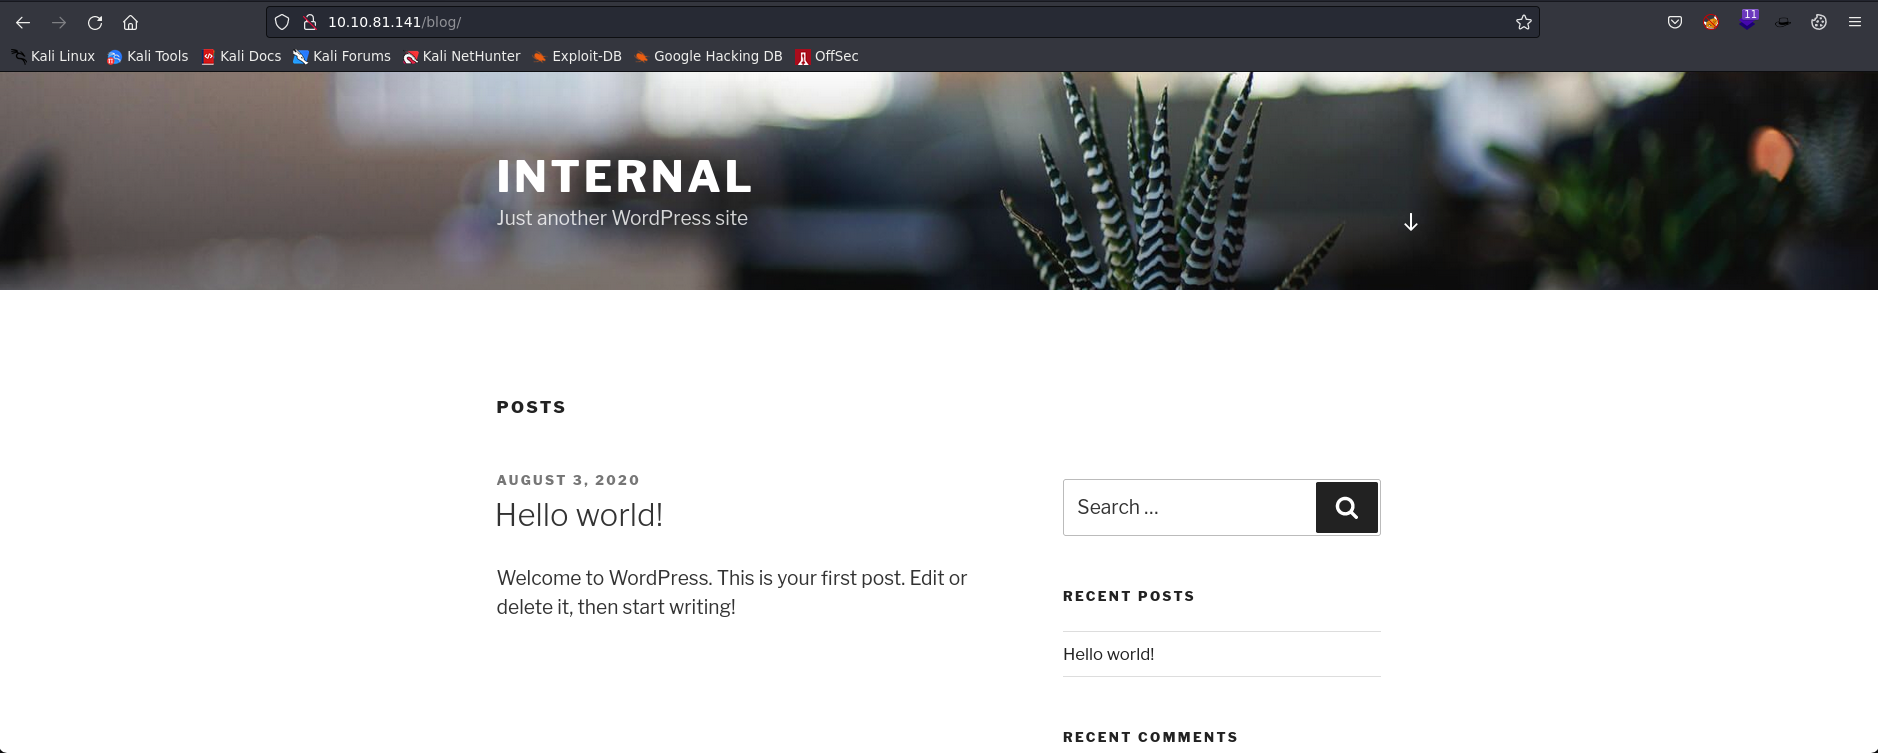 10.10.81.141/blog/
11
Kali Linux Kali Tools Kali Docs Kali Forums Kali NetHunter Exploit-DB Google Hacking DB OffSec
INTERNAL
Just another WordPress site
POSTS
AUGUST 3, 2020
Hello world!
Welcome to WordPress. This is your first post. Edit or
delete it, then start writing!
Search …
RECENT POSTS
Hello world!
RECENT COMMENTS